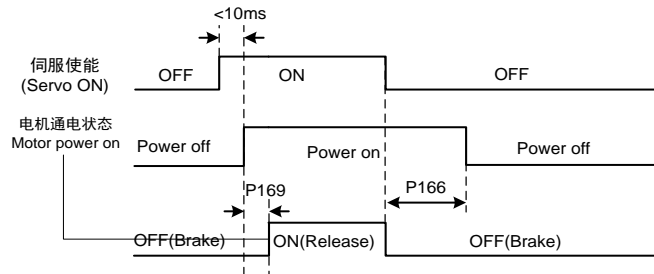 <10ms
伺服使能
(Servo ON)
OFF
ON
OFF
电机通电状态
Motor power on
Power off
Power on
Power off
P169
P166
OFF(Brake)
ON(Release)
OFF(Brake)